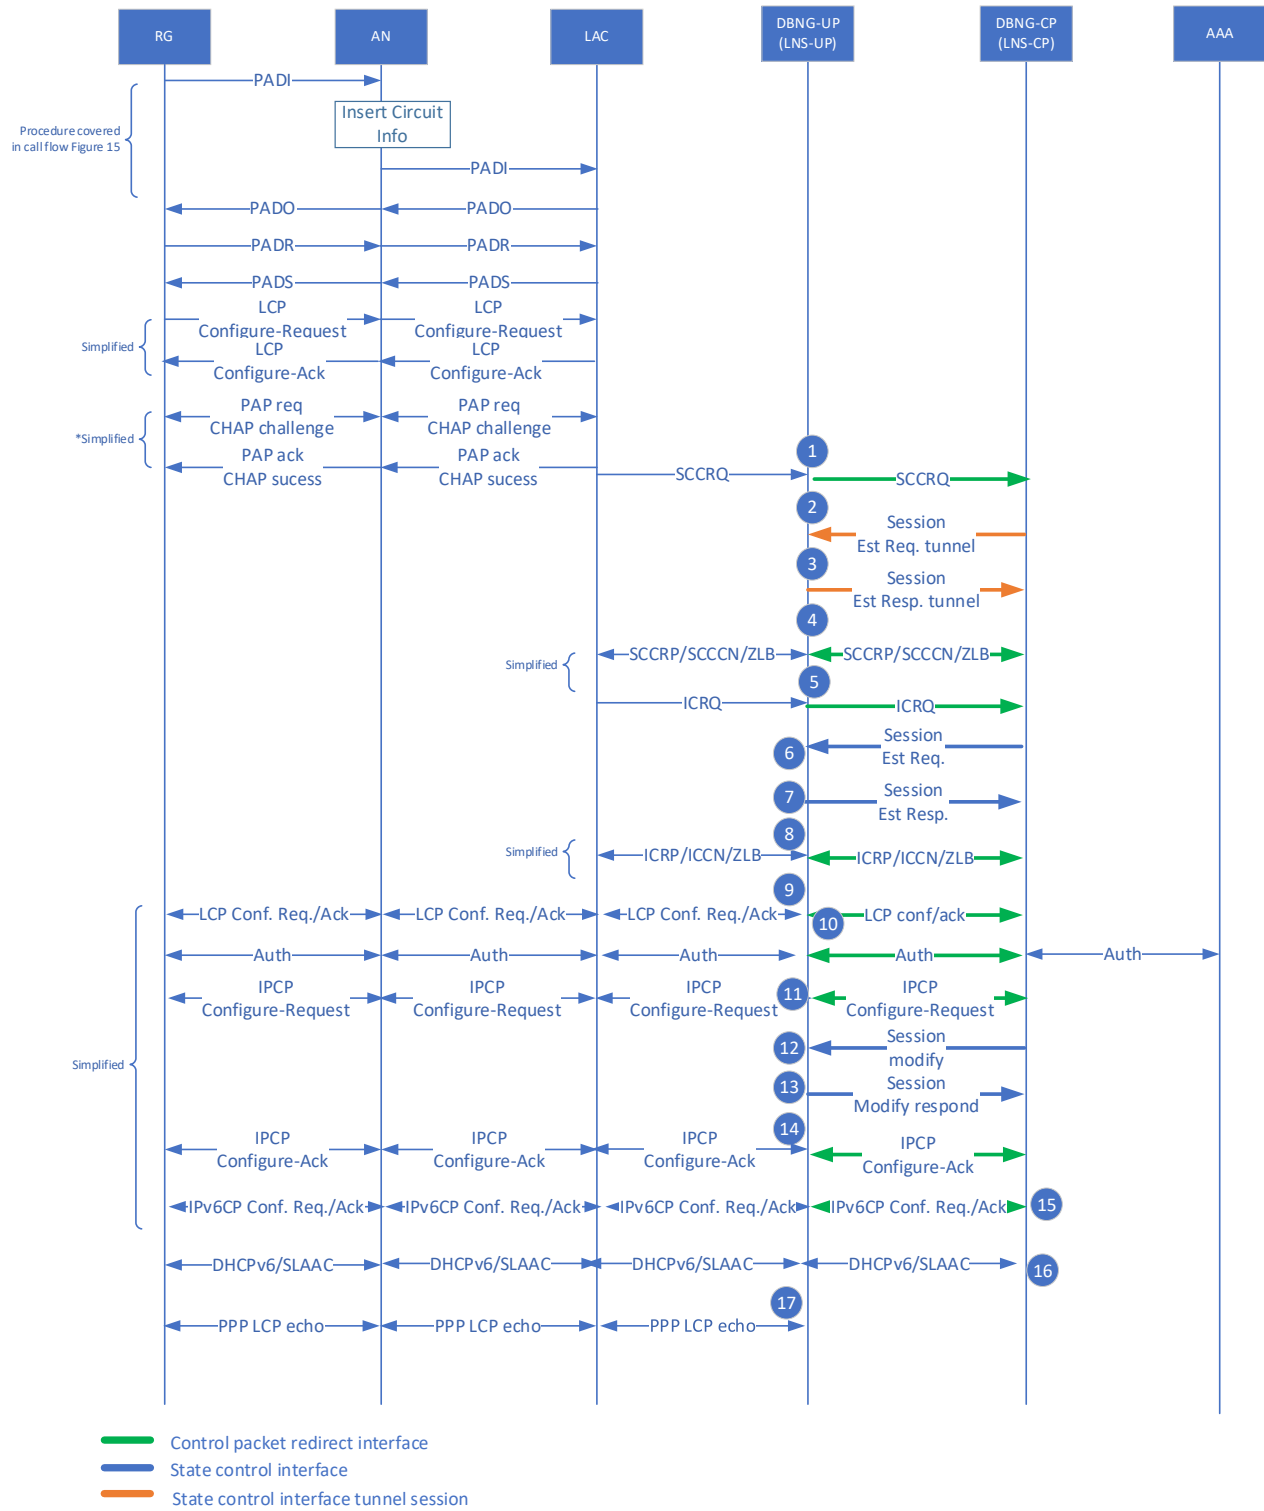 RG
AN
LAC
DBNG-UP
(LNS-UP)
DBNG-CP
(LNS-CP)
AAA
PADI
Insert Circuit
Info
Procedure covered
in call flow Figure 15
PADI
PADO
PADO
PADR
PADR
PADS
PADS
LCP
Configure-Request
LCP
Configure-Request
Simplified
LCP
Configure-Ack
LCP
Configure-Ack
PAP req
CHAP challenge
PAP req
CHAP challenge
*Simplified
PAP ack
CHAP sucess
PAP ack
CHAP sucess
1
SCCRQ
SCCRQ
2
Session
Est Req. tunnel
3
Session
Est Resp. tunnel
4
Simplified
SCCRP/SCCCN/ZLB
SCCRP/SCCCN/ZLB
5
ICRQ
ICRQ
6
Session
Est Req.
7
Session
Est Resp.
8
Simplified
ICRP/ICCN/ZLB
ICRP/ICCN/ZLB
9
LCP Conf. Req./Ack
LCP Conf. Req./Ack
LCP Conf. Req./Ack
10
LCP conf/ack
Auth
Auth
Auth
Auth
Auth
IPCP
Configure-Request
IPCP
Configure-Request
IPCP
Configure-Request
11
IPCP
Configure-Request
Simplified
12
Session
modify
13
Session
Modify respond
14
IPCP
Configure-Ack
IPCP
Configure-Ack
IPCP
Configure-Ack
IPCP
Configure-Ack
IPv6CP Conf. Req./Ack
IPv6CP Conf. Req./Ack
IPv6CP Conf. Req./Ack
IPv6CP Conf. Req./Ack
15
DHCPv6/SLAAC
DHCPv6/SLAAC
DHCPv6/SLAAC
DHCPv6/SLAAC
16
17
PPP LCP echo
PPP LCP echo
PPP LCP echo
Control packet redirect interface
State control interface
State control interface tunnel session